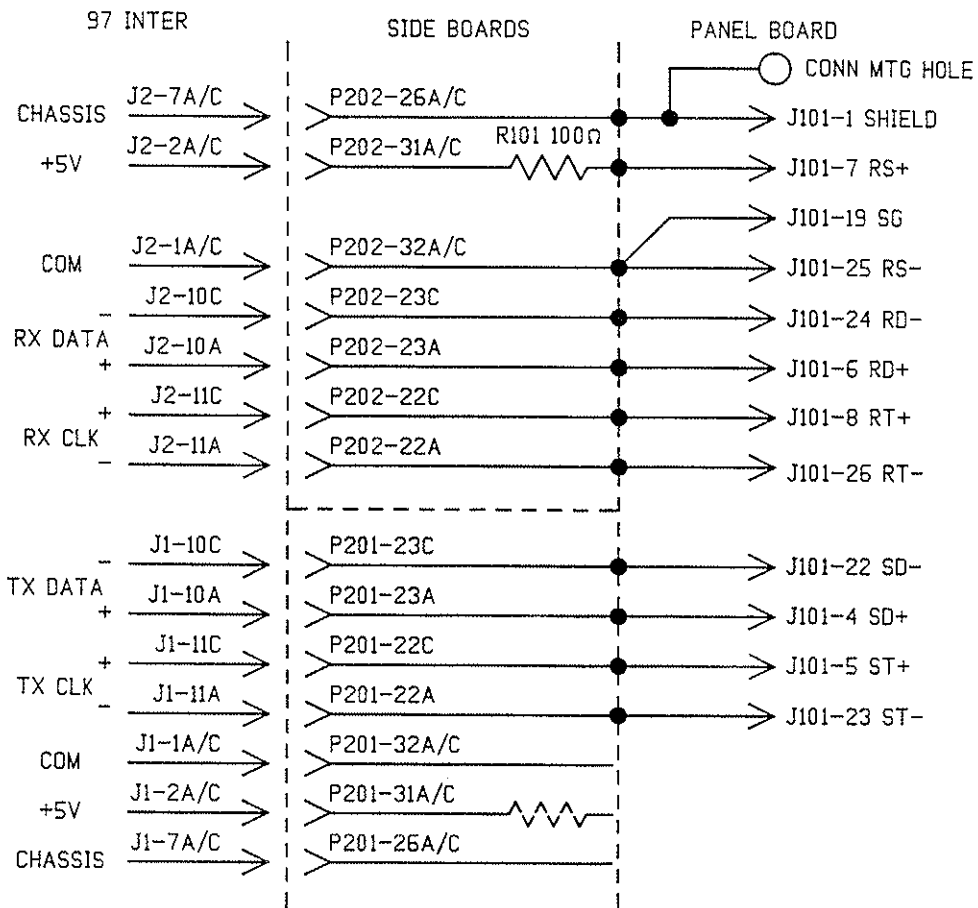 97 INTER SIDE BOARDS PANEL BOARD
CONN MTG HOLE
CHASSIS J2-7A/C P202-26A/C J101-1 SHIELD
R101 100Ω
+5V J2-2A/C P202-31A/C J101-7 RS+
J101-19 SG
COM J2-1A/C P202-32A/C J101-25 RS-
- J2-10C P202-23C J101-24 RD-
RX DATA
+ J2-10A P202-23A J101-6 RD+
+ J2-11C P202-22C J101-8 RT+
RX CLK
- J2-11A P202-22A J101-26 RT-
- J1-10C P201-23C J101-22 SD-
TX DATA
+ J1-10A P201-23A J101-4 SD+
+ J1-11C P201-22C J101-5 ST+
TX CLK
- J1-11A P201-22A J101-23 ST-
COM J1-1A/C P201-32A/C
+5V J1-2A/C P201-31A/C
CHASSIS J1-7A/C P201-26A/C